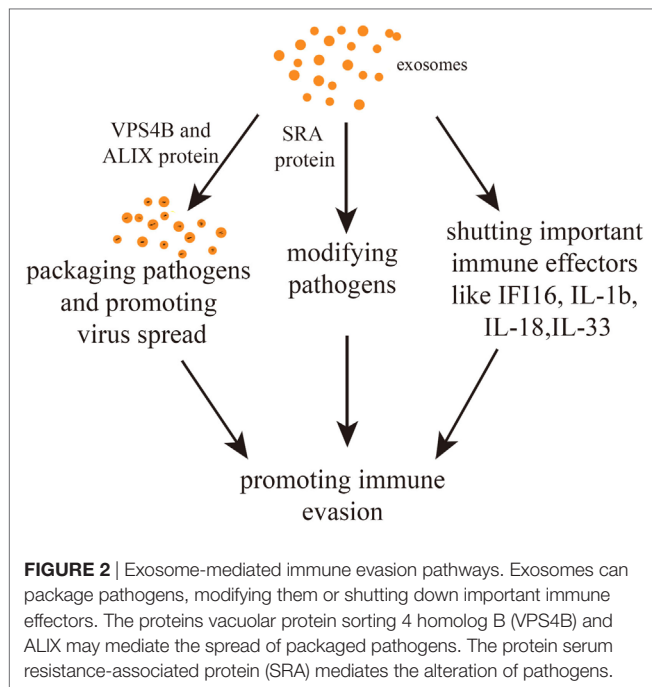 exosomes
VPS4B and
ALIX protein
SRA
protein
packaging pathogens
and promoting
virus spread
modifying
pathogens
shutting important
immune effectors
like IFI16, IL-1b,
IL-18,IL-33
promoting immune
evasion
FIGURE 2 | Exosome-mediated immune evasion pathways. Exosomes can
package pathogens, modifying them or shutting down important immune
effectors. The proteins vacuolar protein sorting 4 homolog B (VPS4B) and
ALIX may mediate the spread of packaged pathogens. The protein serum
resistance-associated protein (SRA) mediates the alteration of pathogens.